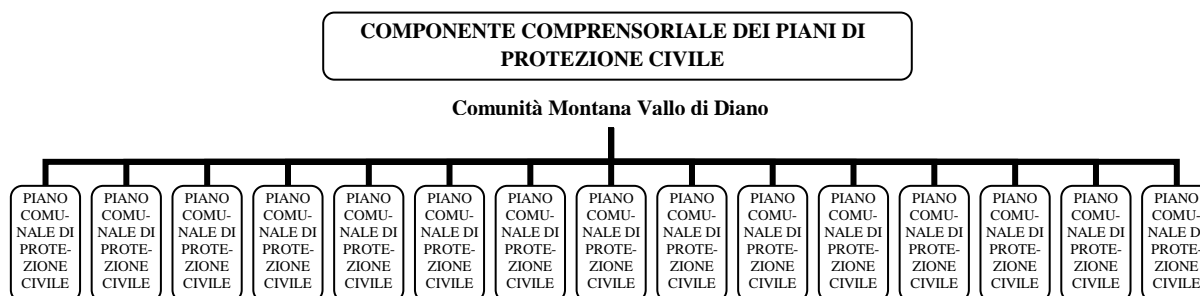 COMPONENTE COMPRENSORIALE DEI PIANI DI
PROTEZIONE CIVILE
Comunità Montana Vallo di Diano
PIANO
COMU-
NALE DI
PROTE-
ZIONE
CIVILE
PIANO
COMU-
NALE DI
PROTE-
ZIONE
CIVILE
PIANO
COMU-
NALE DI
PROTE-
ZIONE
CIVILE
PIANO
COMU-
NALE DI
PROTE-
ZIONE
CIVILE
PIANO
COMU-
NALE DI
PROTE-
ZIONE
CIVILE
PIANO
COMU-
NALE DI
PROTE-
ZIONE
CIVILE
PIANO
COMU-
NALE DI
PROTE-
ZIONE
CIVILE
PIANO
COMU-
NALE DI
PROTE-
ZIONE
CIVILE
PIANO
COMU-
NALE DI
PROTE-
ZIONE
CIVILE
PIANO
COMU-
NALE DI
PROTE-
ZIONE
CIVILE
PIANO
COMU-
NALE DI
PROTE-
ZIONE
CIVILE
PIANO
COMU-
NALE DI
PROTE-
ZIONE
CIVILE
PIANO
COMU-
NALE DI
PROTE-
ZIONE
CIVILE
PIANO
COMU-
NALE DI
PROTE-
ZIONE
CIVILE
PIANO
COMU-
NALE DI
PROTE-
ZIONE
CIVILE